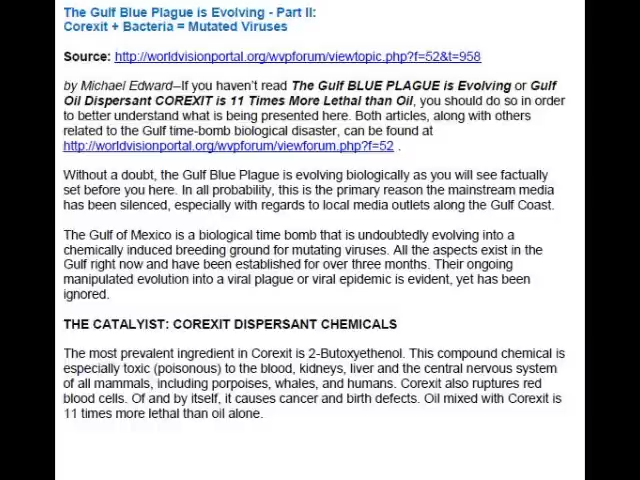 The Gulf Blue Plague is Evolving - Part II:
Corexit + Bacteria = Mutated Viruses
Source: http://worldvisionportal.org/wvpforum/viewtopic.php?f=52&t=958
by Michael Edward–If you haven't read The Gulf BLUE PLAGUE is Evolving or Gulf
Oil Dispersant COREXIT is 11 Times More Lethal than Oil, you should do so in order
to better understand what is being presented here. Both articles, along with others
related to the Gulf time-bomb biological disaster, can be found at
http://worldvisionportal.org/wvpforum/viewforum.php?f=52 .
Without a doubt, the Gulf Blue Plague is evolving biologically as you will see factually
set before you here. In all probability, this is the primary reason the mainstream media
has been silenced, especially with regards to local media outlets along the Gulf Coast.
The Gulf of Mexico is a biological time bomb that is undoubtedly evolving into a
chemically induced breeding ground for mutating viruses. All the aspects exist in the
Gulf right now and have been established for over three months. Their ongoing
manipulated evolution into a viral plague or viral epidemic is evident, yet has been
ignored.
THE CATALYST: COREXIT DISPERSANT CHEMICALS
The most prevalent ingredient in Corexit is 2-Butoxyethenol. This compound chemical is
especially toxic (poisonous) to the blood, kidneys, liver and the central nervous system
of all mammals, including porpoises, whales, and humans. Corexit also ruptures red
blood cells. Of and by itself, it causes cancer and birth defects. Oil mixed with Corexit is
11 times more lethal than oil alone.